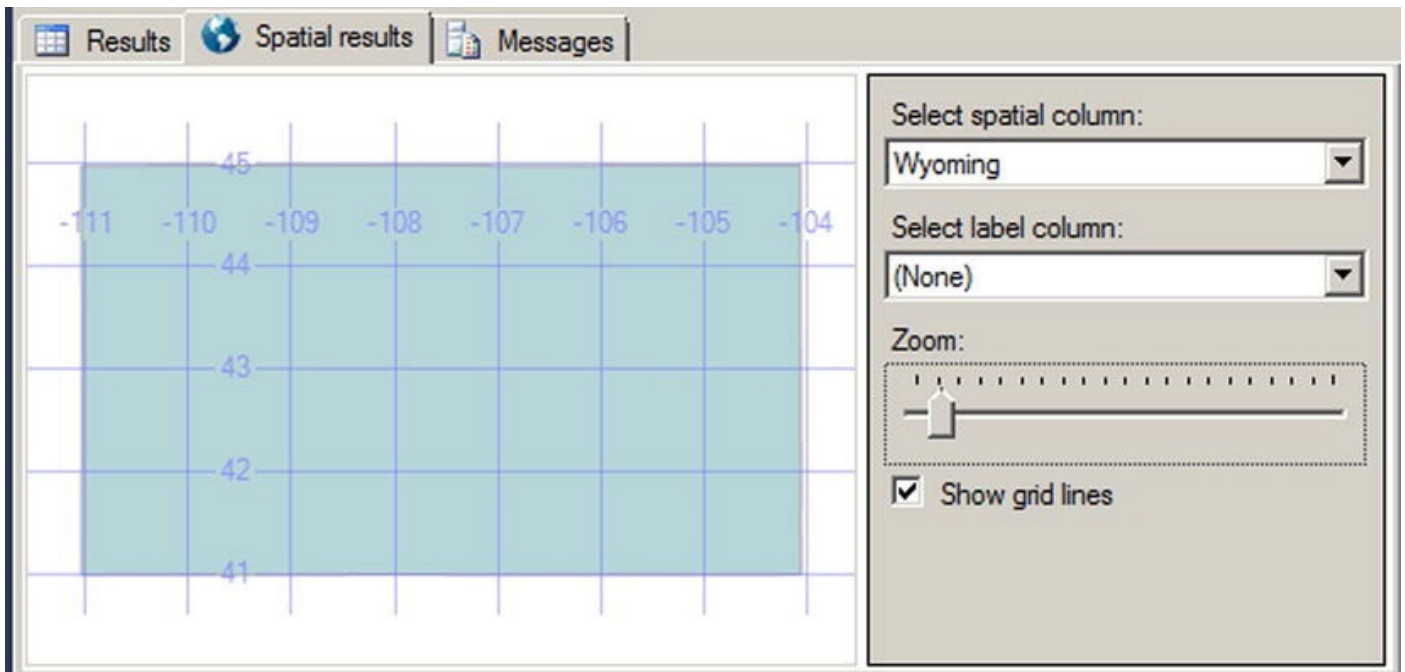 Results Spatial results Messages
45
-111 -110 -109 -108 -107 -106 -105 -104
44
43
42
41
Select spatial column:
Wyoming
Select label column:
(None)
Zoom:
Show grid lines